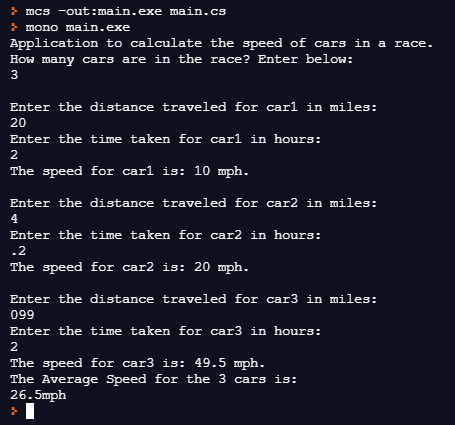 mcs -out:main.exe main.cs
mono main.exe
Application to calculate the speed of cars in a race.
How many cars are in the race? Enter below:
3
Enter the distance traveled for car1 in miles:
20
Enter the time taken for car1 in hours:
2
The speed for car1 is: 10 mph.
Enter the distance traveled for car2 in miles:
4
Enter the time taken for car2 in hours:
.2
The speed for car2 is: 20 mph.
Enter the distance traveled for car3 in miles:
099
Enter the time taken for car3 in hours:
2
The speed for car3 is: 49.5 mph.
The Average Speed for the 3 cars is:
26.5mph